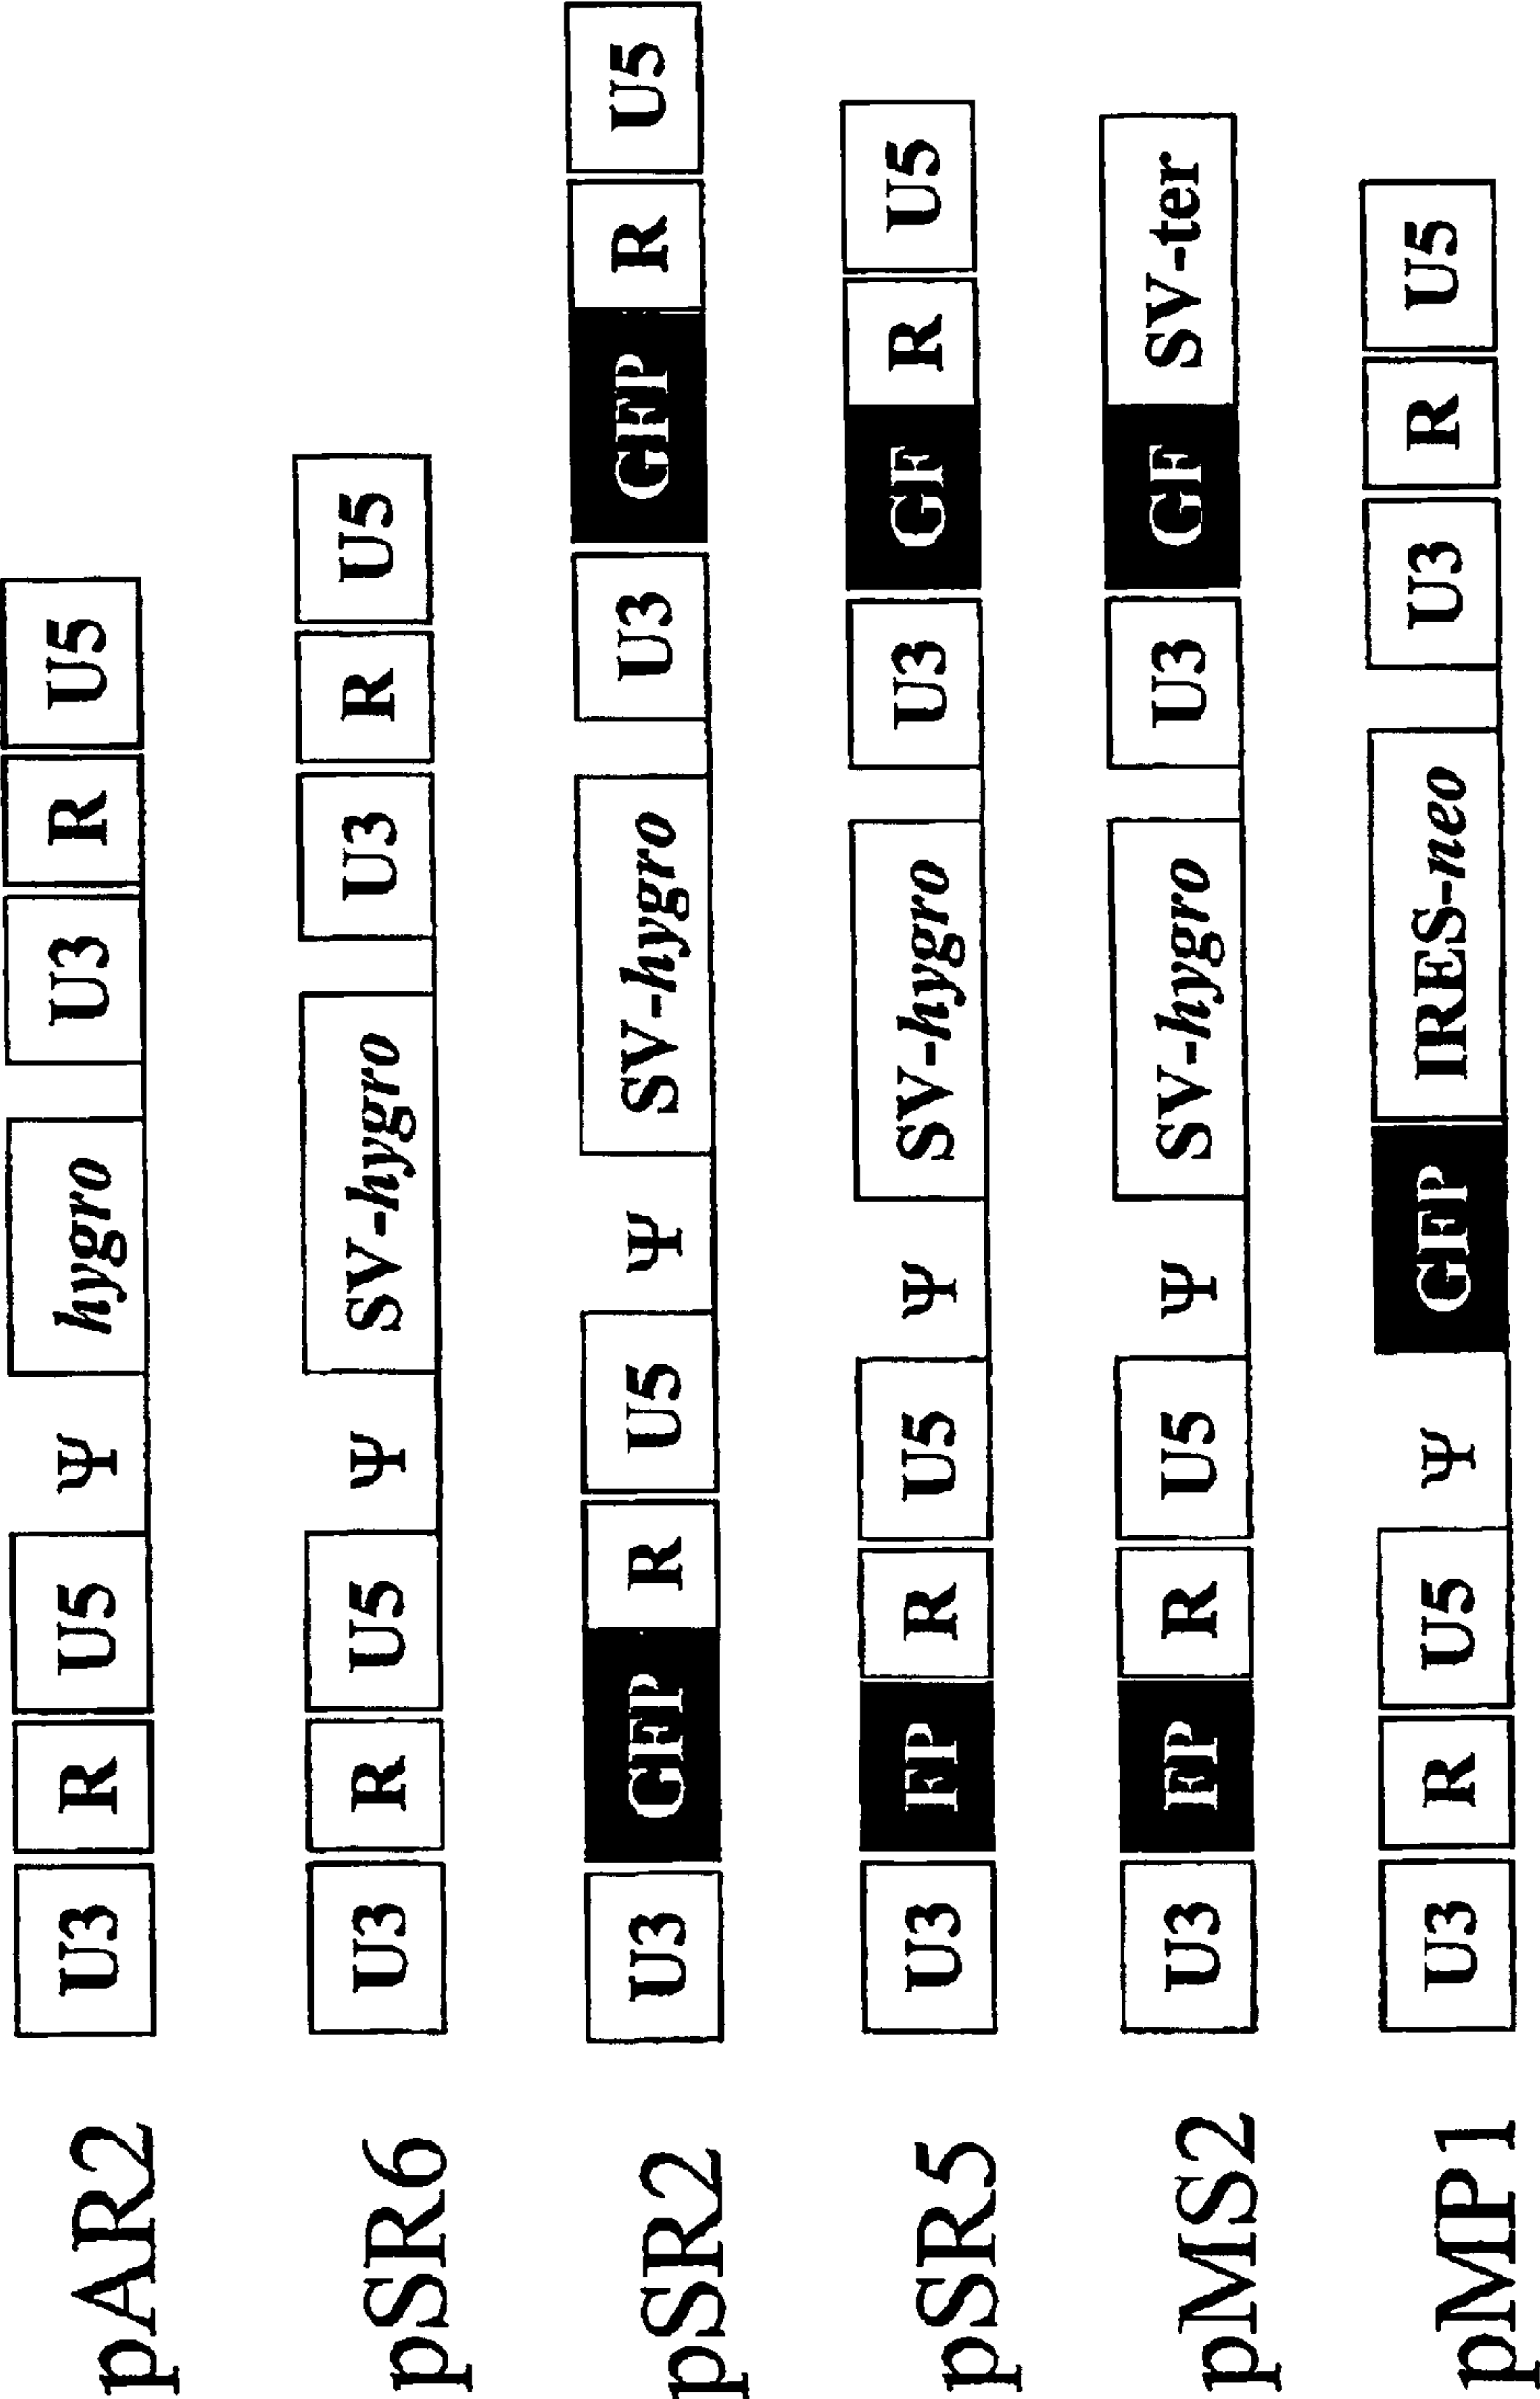 pAR2 U3 R U5 Ψ hygro U3 R U5
pSR6 U3 R U5 Ψ SV-hygro U3 R U5
pSR2 U3 GFP R U5 Ψ SV-hygro U3 GFP R U5
pSR5 U3 FP R U5 Ψ SV-hygro U3 GF R U5
pMS2 U3 FP R U5 Ψ SV-hygro U3 GF SV-ter
pMP1 U3 R U5 Ψ GFP IRES-neo U3 R U5